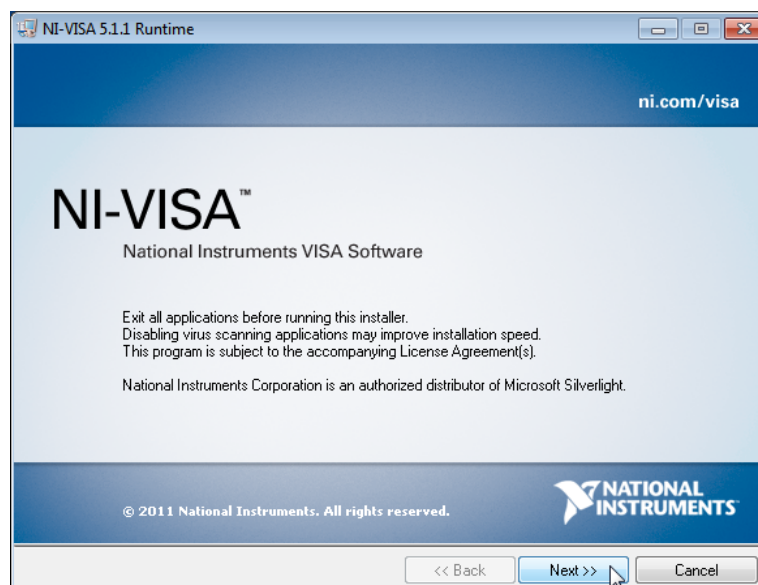 NI-VISA 5.1.1 Runtime
ni.com/visa
NI-VISA™
National Instruments VISA Software
Exit all applications before running this installer.
Disabling virus scanning applications may improve installation speed.
This program is subject to the accompanying License Agreement(s).
National Instruments Corporation is an authorized distributor of Microsoft Silverlight.
© 2011 National Instruments. All rights reserved.
NATIONAL
INSTRUMENTS
<< Back Next >> Cancel